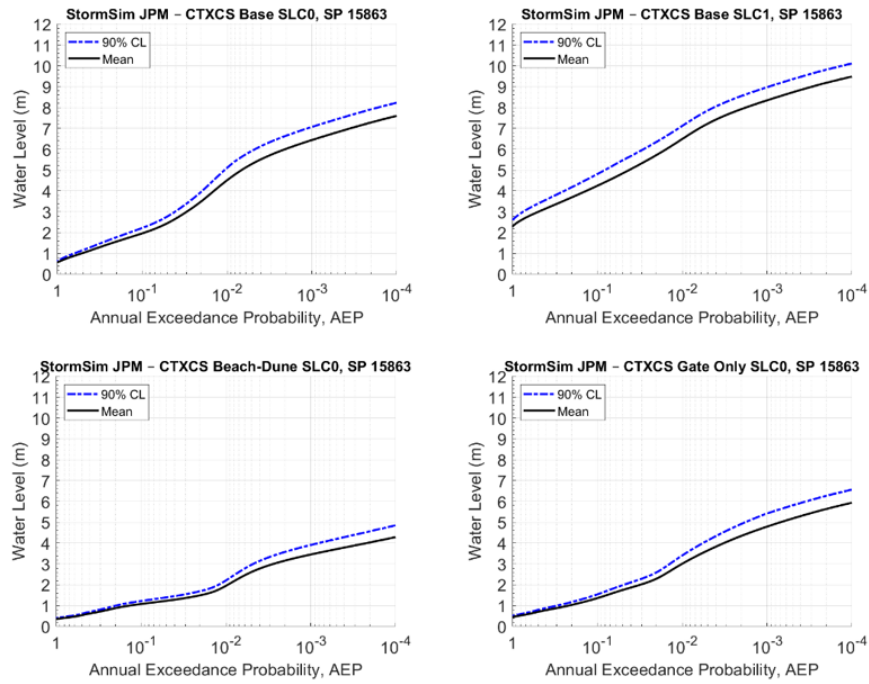 StormSim JPM – CTXCS Base SLC0, SP 15863
12
11
10
9
8
7
6
5
4
3
2
1
0
Water Level (m)
90% CL
Mean
1 10-1 10-2 10-3 10-4
Annual Exceedance Probability, AEP
StormSim JPM – CTXCS Base SLC1, SP 15863
12
11
10
9
8
7
6
5
4
3
2
1
0
Water Level (m)
90% CL
Mean
1 10-1 10-2 10-3 10-4
Annual Exceedance Probability, AEP
StormSim JPM – CTXCS Beach-Dune SLC0, SP 15863
12
11
10
9
8
7
6
5
4
3
2
1
0
Water Level (m)
90% CL
Mean
1 10-1 10-2 10-3 10-4
Annual Exceedance Probability, AEP
StormSim JPM – CTXCS Gate Only SLC0, SP 15863
12
11
10
9
8
7
6
5
4
3
2
1
0
Water Level (m)
90% CL
Mean
1 10-1 10-2 10-3 10-4
Annual Exceedance Probability, AEP